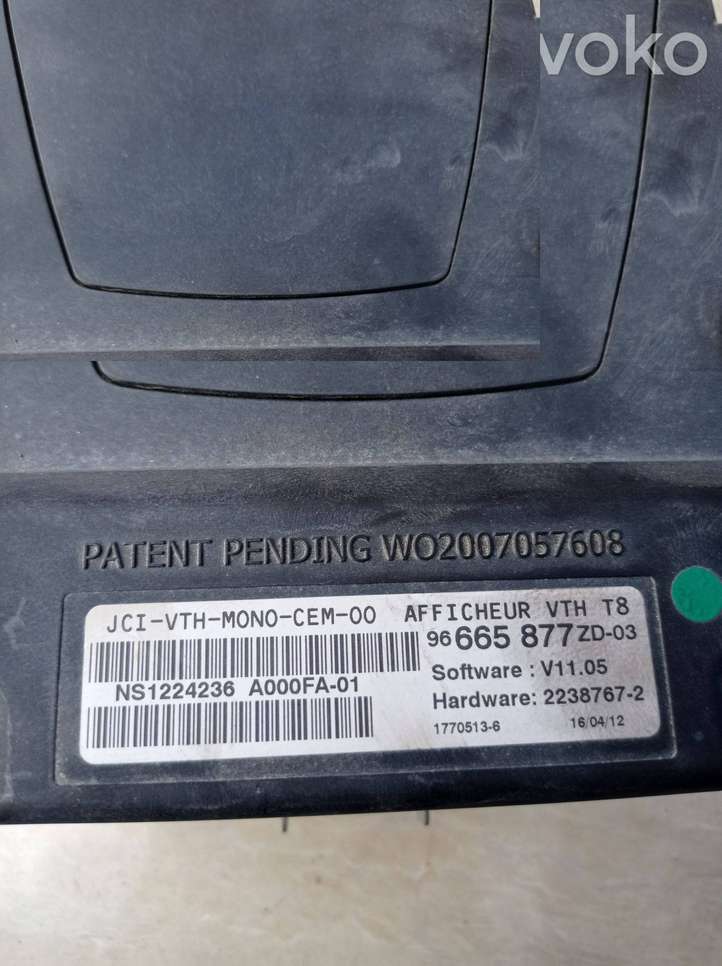 voko
PATENT PENDING WO2007057608
JCI-VTH-MONO-CEM-00 AFFICHEUR VTH T8
96 665 877 ZD-03
Software : V11.05
NS1224236 A000FA-01
Hardware: 2238767-2
1770513-6 16/04/12